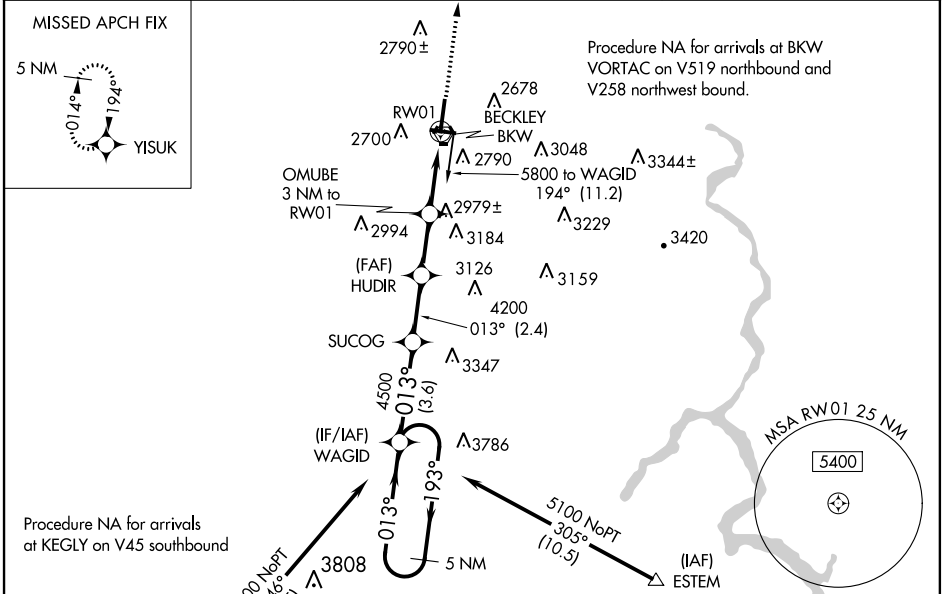 MISSED APCH FIX
5 NM
014°
194°
YISUK
2790±
Procedure NA for arrivals at BKW
VORTAC on V519 northbound and
V258 northwest bound.
2678
RW01
BECKLEY
BKW
2700
2790
3048
3344±
5800 to WAGID
194° (11.2)
OMUBE
3 NM to
RW01
2979±
3229
2994
3184
3420
(FAF)
HUDIR
3126
3159
4200
013° (2.4)
SUCOG
3347
4500
013°
(3.6)
(IF/IAF)
WAGID
3786
MSA RW01 25 NM
5400
013°
193°
5 NM
Procedure NA for arrivals
at KEGLY on V45 southbound
5100 NoPT
305°
(10.5)
(IAF)
ESTEM
00 NoPT
46°
3808